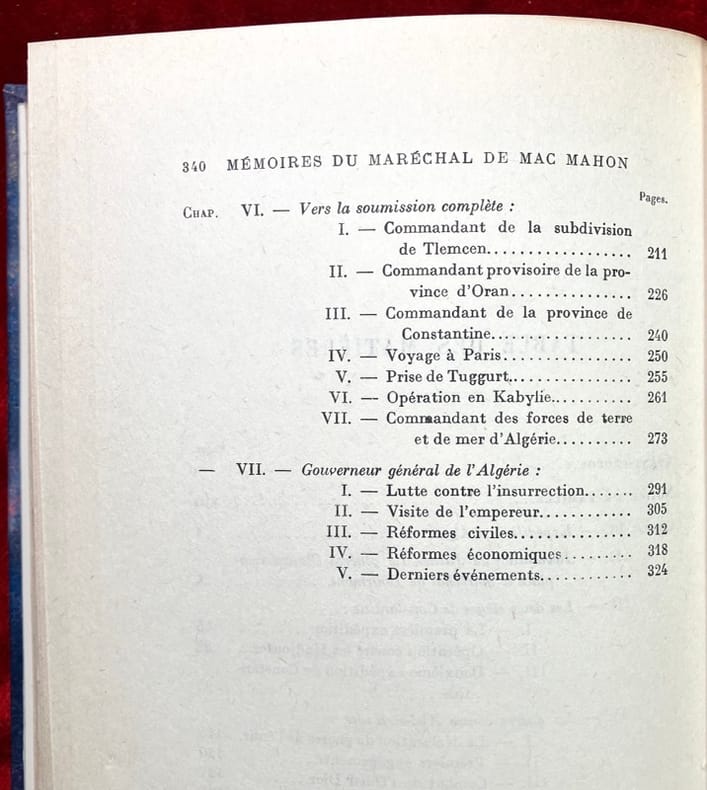 340 MÉMOIRES DU MARÉCHAL DE MAC MAHON
Pages.
CHAP. VI. — Vers la soumission complète :
I. — Commandant de la subdivision
de Tlemcen.................. 211
II. — Commandant provisoire de la pro-
vince d'Oran............... 226
III. — Commandant de la province de
Constantine................. 240
IV. — Voyage à Paris................ 250
V. — Prise de Tuggurt............... 255
VI. — Opération en Kabylie.......... 261
VII. — Commandant des forces de terre
et de mer d'Algérie......... 273
— VII. — Gouverneur général de l'Algérie :
I. — Lutte contre l'insurrection....... 291
II. — Visite de l'empereur............ 305
III. — Réformes civiles............... 312
IV. — Réformes économiques......... 318
V. — Derniers événements............ 324